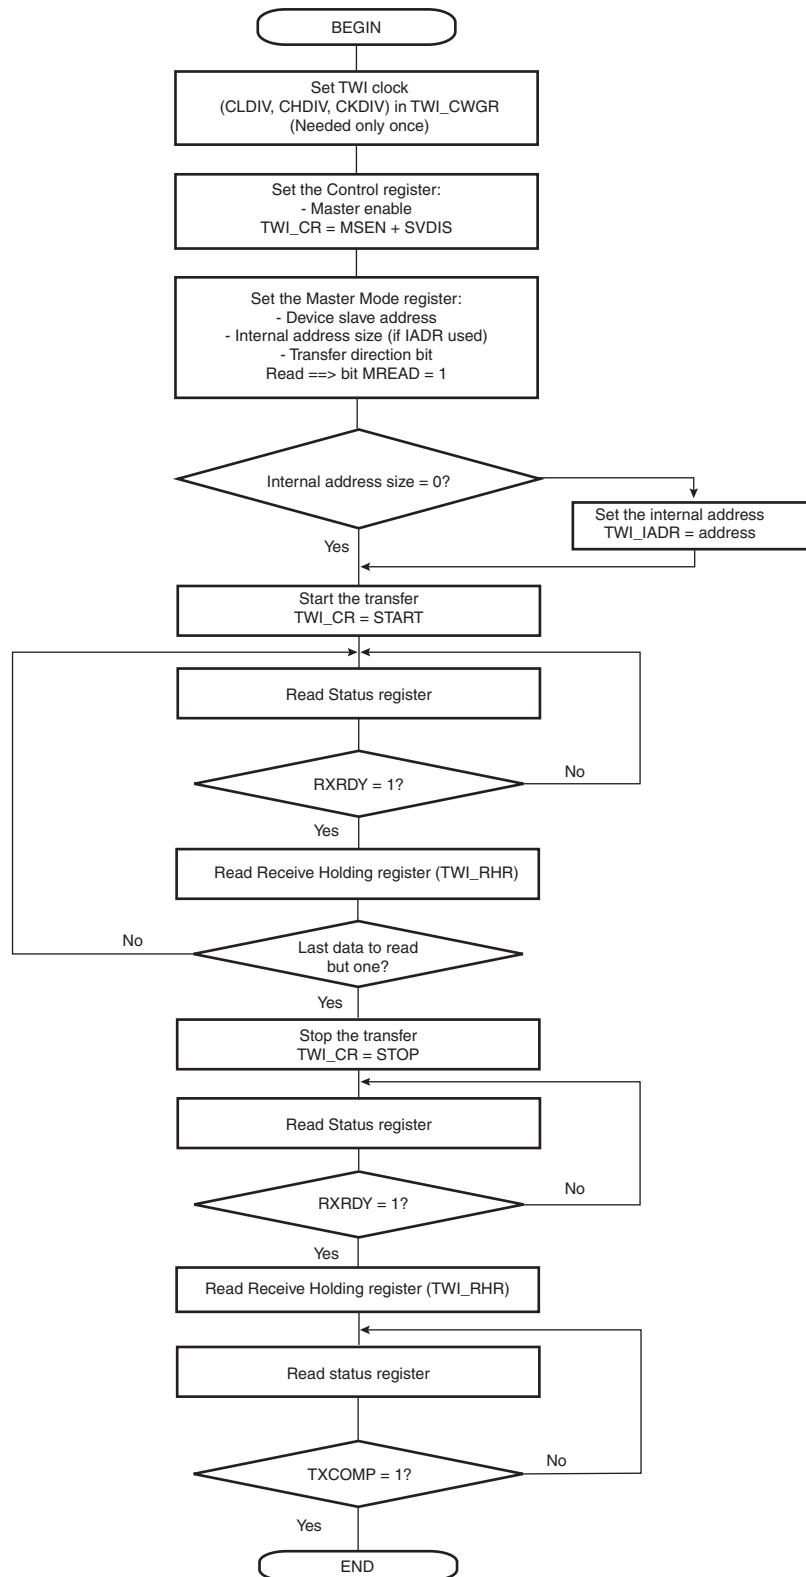 BEGIN
Set TWI clock
(CLDIV, CHDIV, CKDIV) in TWI_CWGR
(Needed only once)
Set the Control register:
- Master enable
TWI_CR = MSEN + SVDIS
Set the Master Mode register:
- Device slave address
- Internal address size (if IADR used)
- Transfer direction bit
Read ==> bit MREAD = 1
Internal address size = 0?
Set the internal address
TWI_IADR = address
Yes
Start the transfer
TWI_CR = START
Read Status register
RXRDY = 1?
No
Yes
Read Receive Holding register (TWI_RHR)
No
Last data to read
but one?
Yes
Stop the transfer
TWI_CR = STOP
Read Status register
RXRDY = 1?
No
Yes
Read Receive Holding register (TWI_RHR)
Read status register
TXCOMP = 1?
No
Yes
END